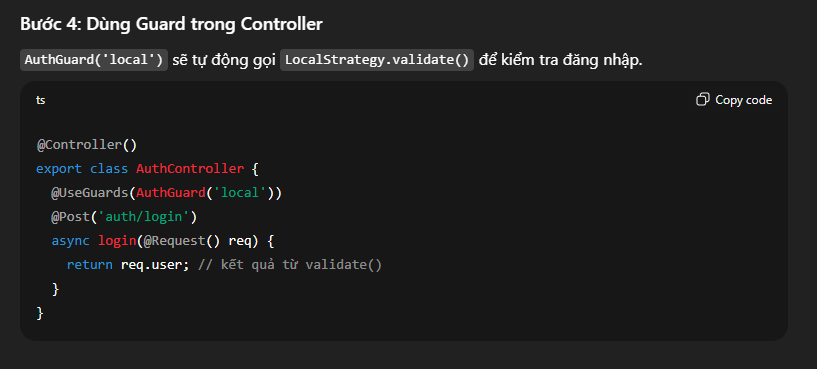 Bước 4: Dùng Guard trong Controller
AuthGuard('local') sẽ tự động gọi LocalStrategy.validate() để kiểm tra đăng nhập.
ts
Copy code
@Controller()
export class AuthController {
  @UseGuards(AuthGuard('local'))
  @Post('auth/login')
  async login(@Request() req) {
    return req.user; // kết quả từ validate()
  }
}